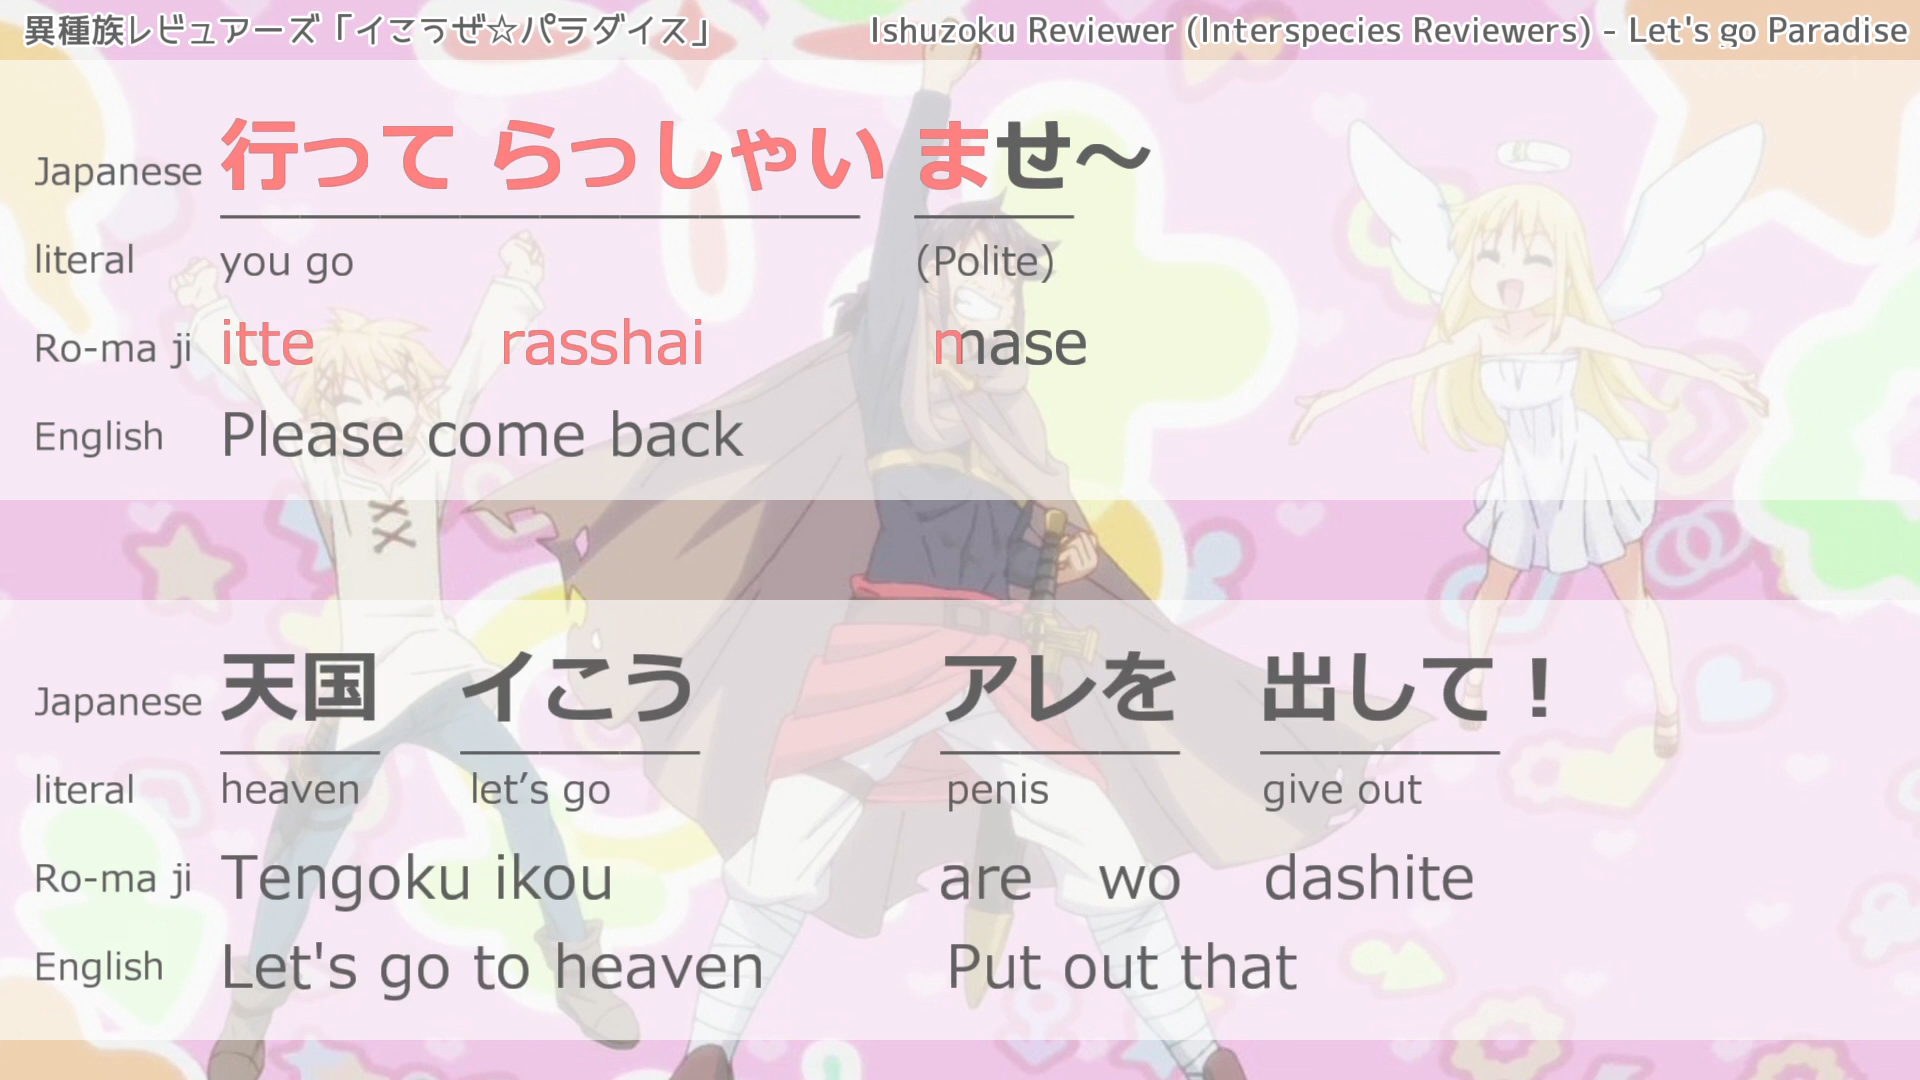 異種族レビュアーズ「イこうぜ☆パラダイス」 Ishuzoku Reviewer (Interspecies Reviewers) - Let's go Paradise
Japanese 行って らっしゃい ませ～
literal you go (Polite)
Ro-ma ji itte rasshai mase
English Please come back
Japanese 天国 イこう アレを 出して！
literal heaven let’s go penis give out
Ro-ma ji Tengoku ikou are wo dashite
English Let's go to heaven Put out that